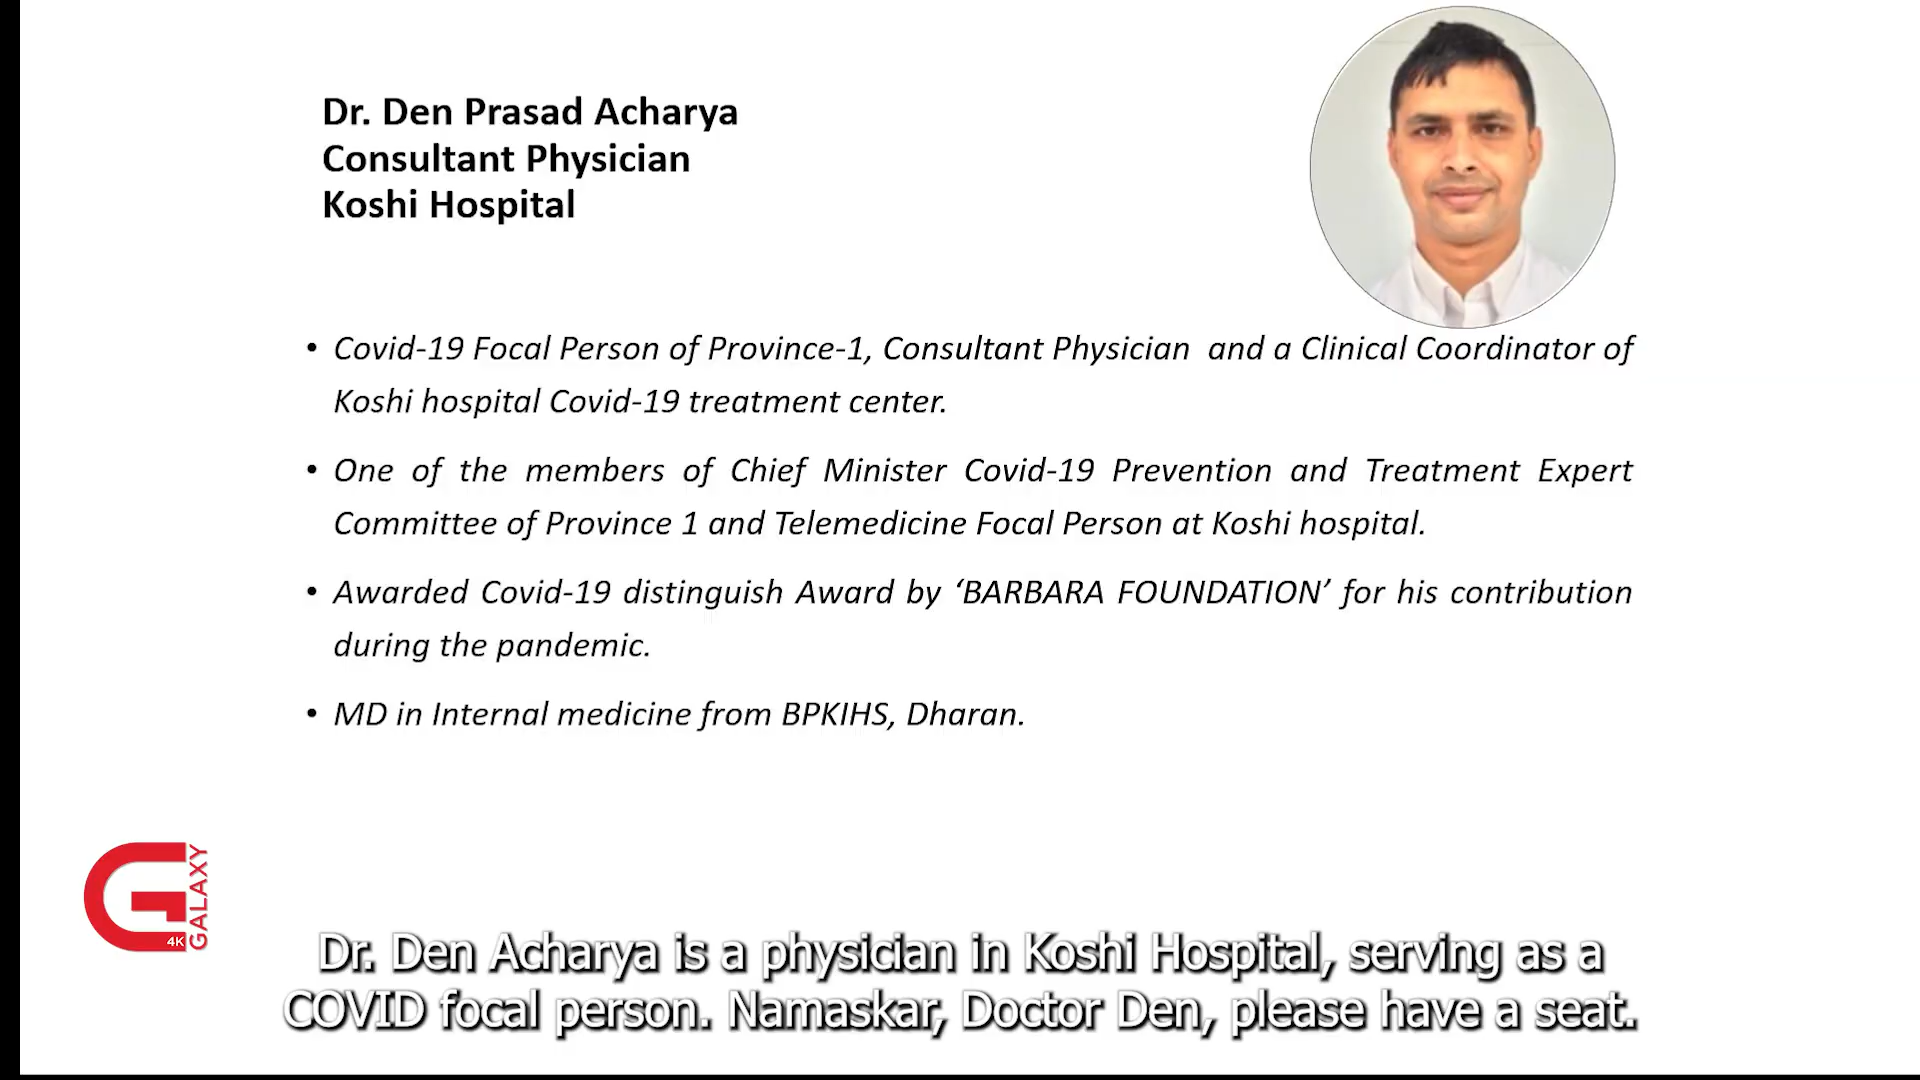 Dr. Den Prasad Acharya
Consultant Physician
Koshi Hospital
• Covid-19 Focal Person of Province-1, Consultant Physician and a Clinical Coordinator of
Koshi hospital Covid-19 treatment center.
• One of the members of Chief Minister Covid-19 Prevention and Treatment Expert
Committee of Province 1 and Telemedicine Focal Person at Koshi hospital.
• Awarded Covid-19 distinguish Award by ‘BARBARA FOUNDATION’ for his contribution
during the pandemic.
• MD in Internal medicine from BPKIHS, Dharan.
GALAXY
4K
Dr. Den Acharya is a physician in Koshi Hospital, serving as a
COVID focal person. Namaskar, Doctor Den, please have a seat.